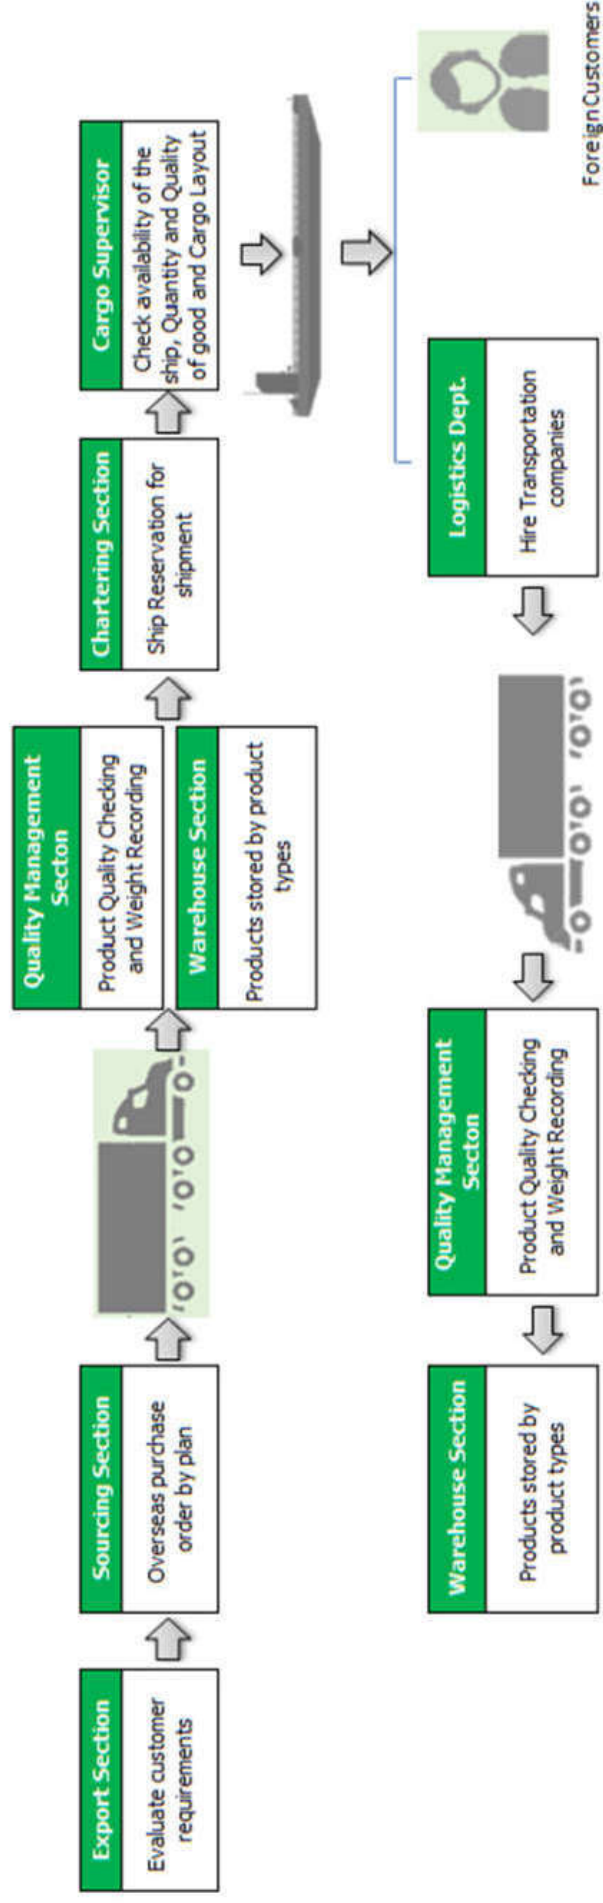 Export Section
Evaluate customer
requirements
Sourcing Section
Overseas purchase
order by plan
Quality Management
Secton
Product Quality Checking
and Weight Recording
Warehouse Section
Products stored by product
types
Chartering Section
Ship Reservation for
shipment
Cargo Supervisor
Check availability of the
ship, Quantity and Quality
of good and Cargo Layout
Foreign Customers
Logistics Dept.
Hire Transportation
companies
Quality Management
Secton
Product Quality Checking
and Weight Recording
Warehouse Section
Products stored by
product types